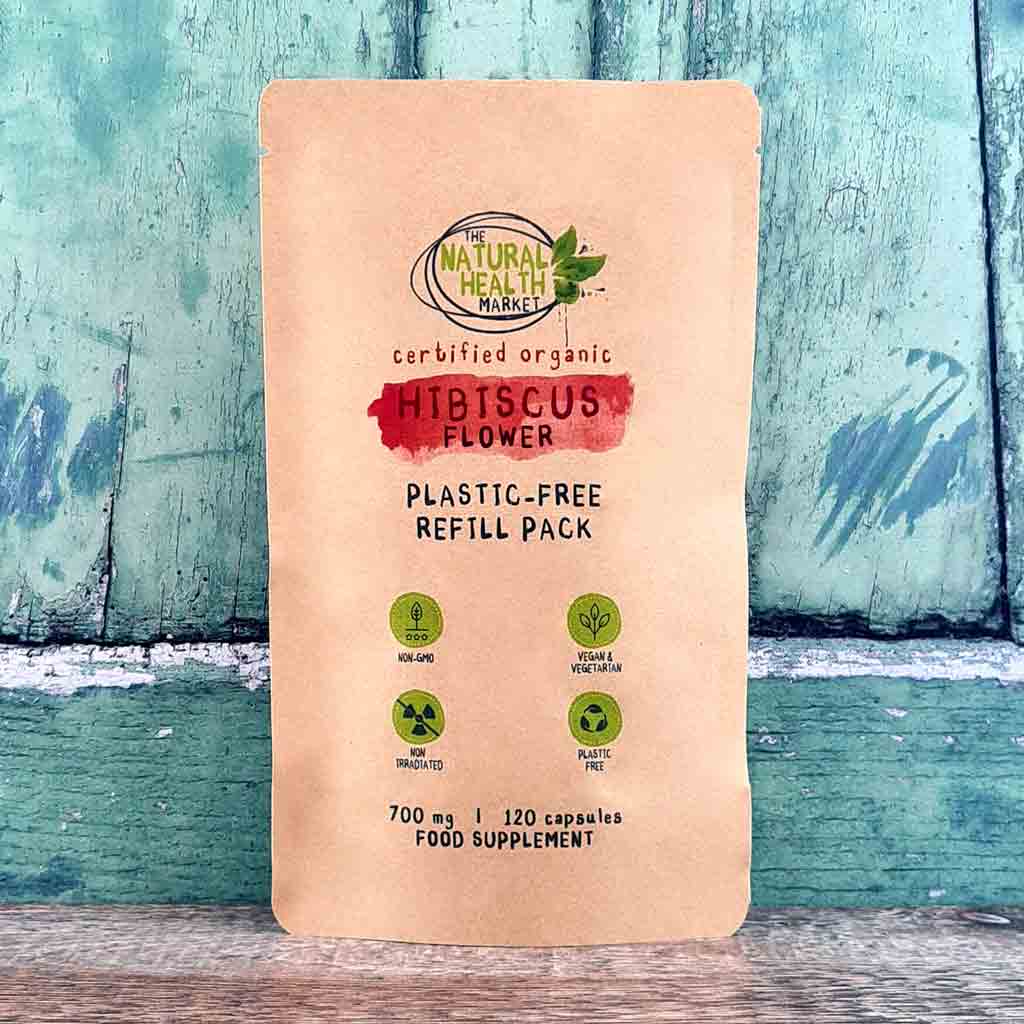 THE
NATURAL
HEALTH
MARKET
certified organic
HIBISCUS
FLOWER
PLASTIC-FREE
REFILL PACK
NON-GMO
VEGAN &
VEGETARIAN
NON
IRRADIATED
PLASTIC
FREE
700 mg | 120 capsules
FOOD SUPPLEMENT